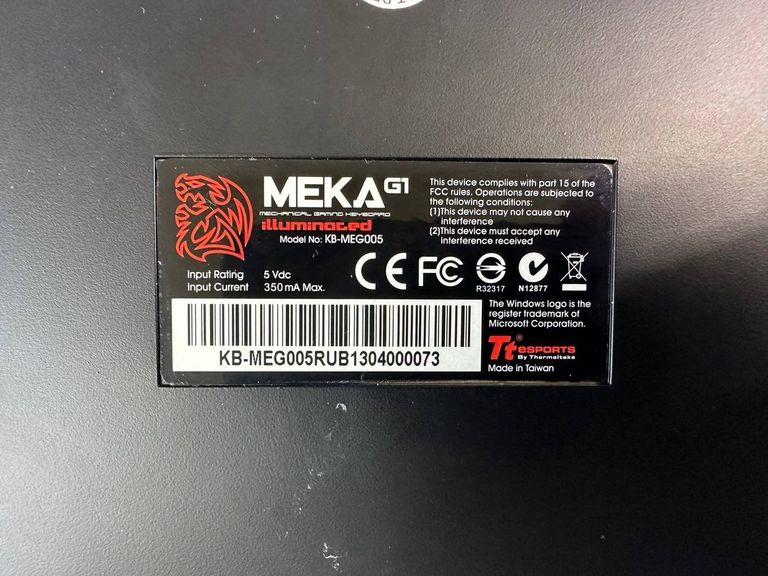 MEKA G1
MECHANICAL GAMING KEYBOARD
illuminated
Model No: KB-MEG005
Input Rating 5 Vdc
Input Current 350 mA Max.
This device complies with part 15 of the
FCC rules. Operations are subjected to
the following conditions:
(1)This device may not cause any
interference
(2)This device must accept any
interference received
CE FC
R32317 N12877
KB-MEG005RUB1304000073
The Windows logo is the
register trademark of
Microsoft Corporation.
Tt® eSPORTS
By Thermaltake
Made in Taiwan